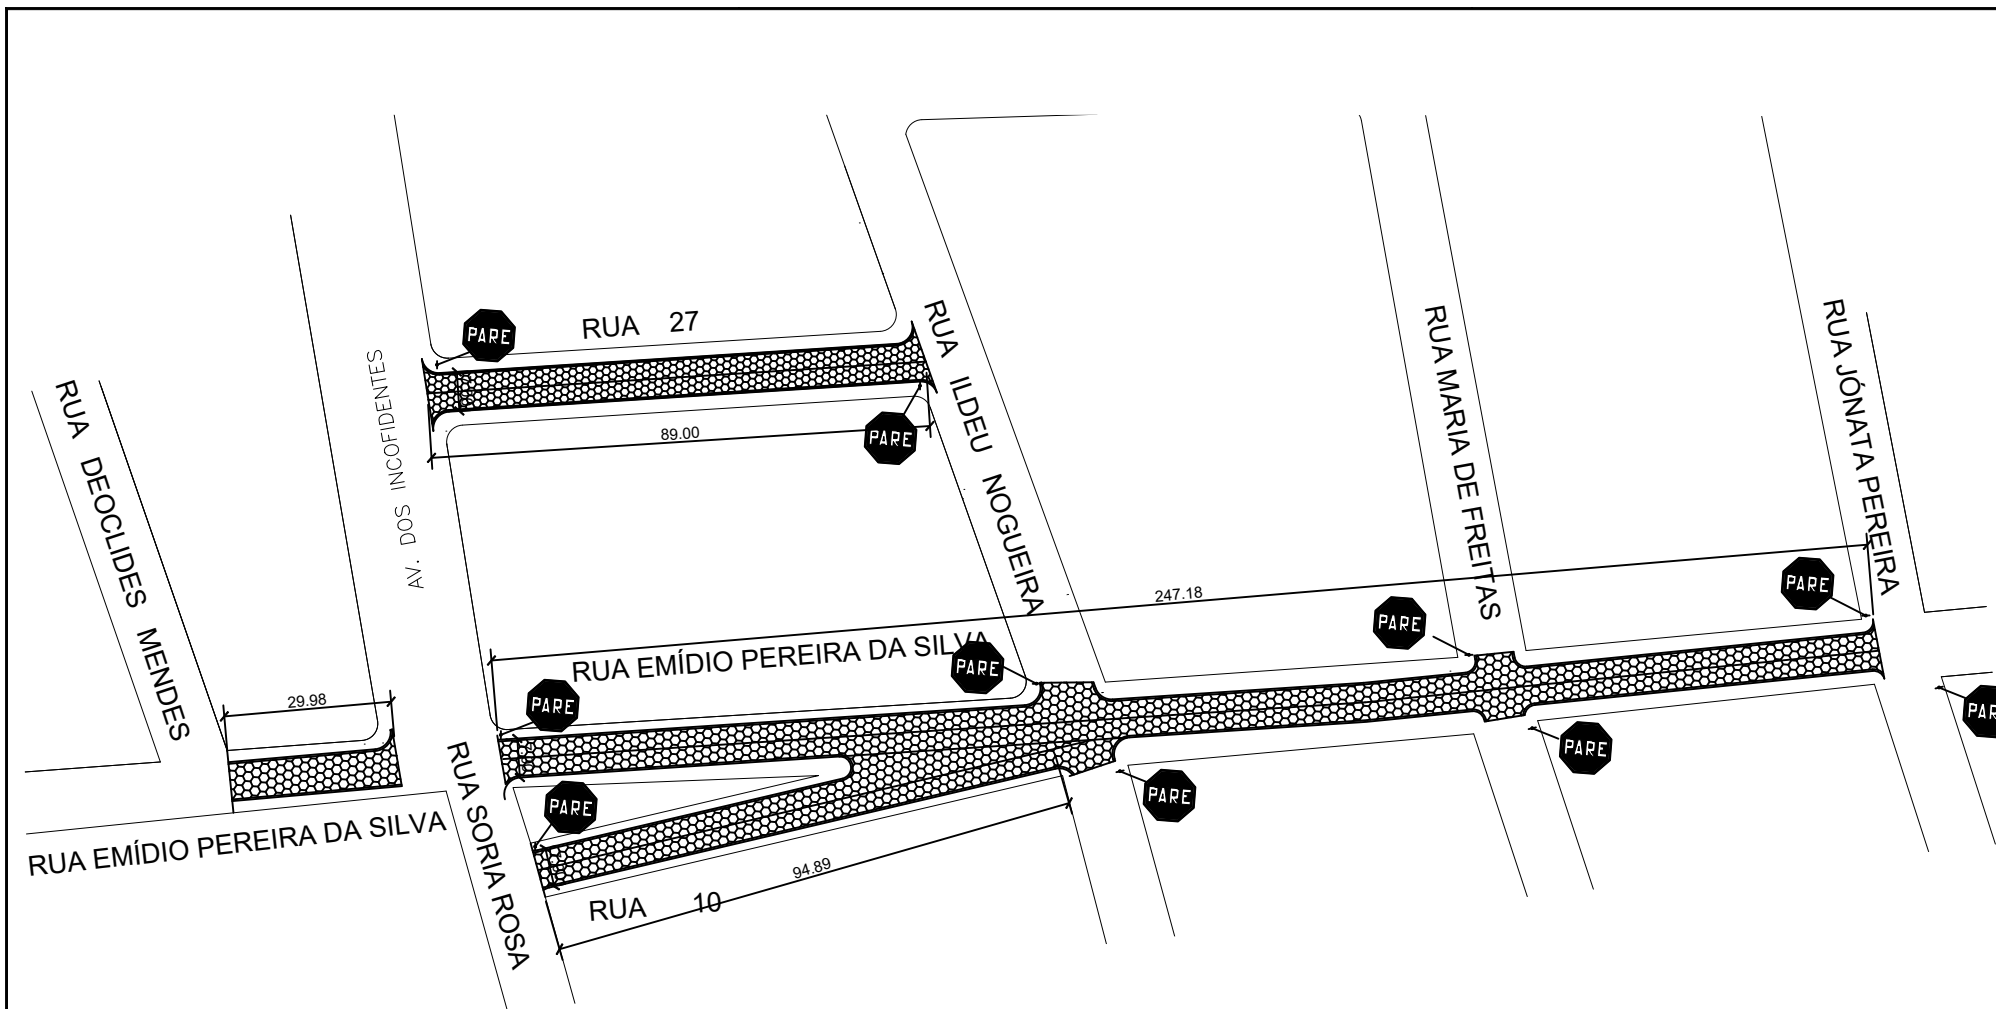 PARE
RUA 27
RUA DEOCLIDES MENDES
AV. DOS INCOFIDENTES
RUA ILDEU NOGUEIRA
RUA MARIA DE FREITAS
RUA JÓNATA PEREIRA
89.00
PARE
247.18
PARE
PARE
RUA EMÍDIO PEREIRA DA SILVA
PARE
29.98
PARE
PARE
PARE
PARE
RUA EMÍDIO PEREIRA DA SILVA
RUA SORIA ROSA
PARE
94.89
RUA 10